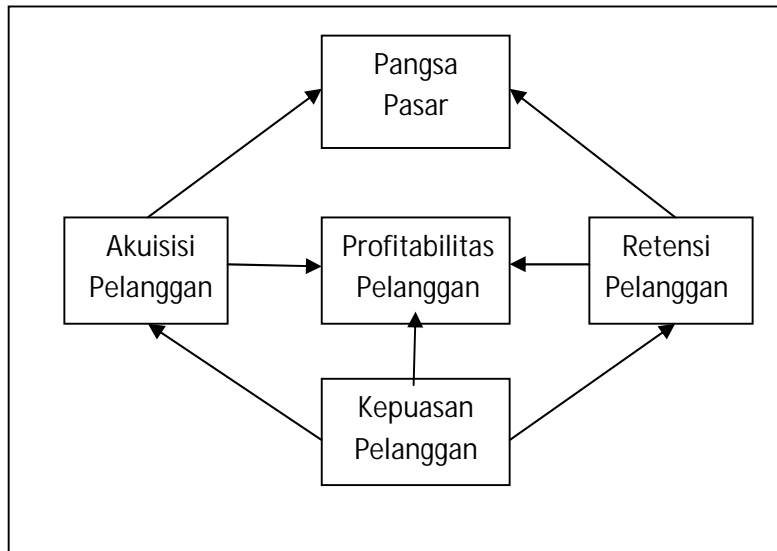 Pangsa
Pasar
Akuisisi
Pelanggan
Profitabilitas
Pelanggan
Retensi
Pelanggan
Kepuasan
Pelanggan